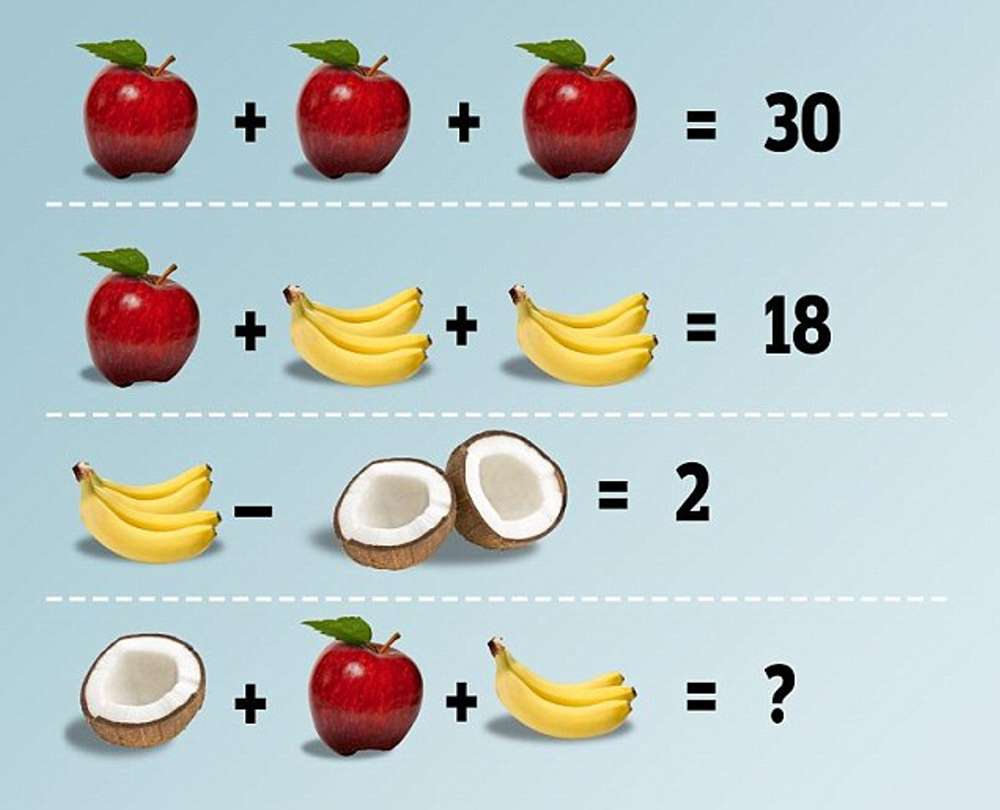 + + = 30
+ + = 18
– = 2
+ + = ?